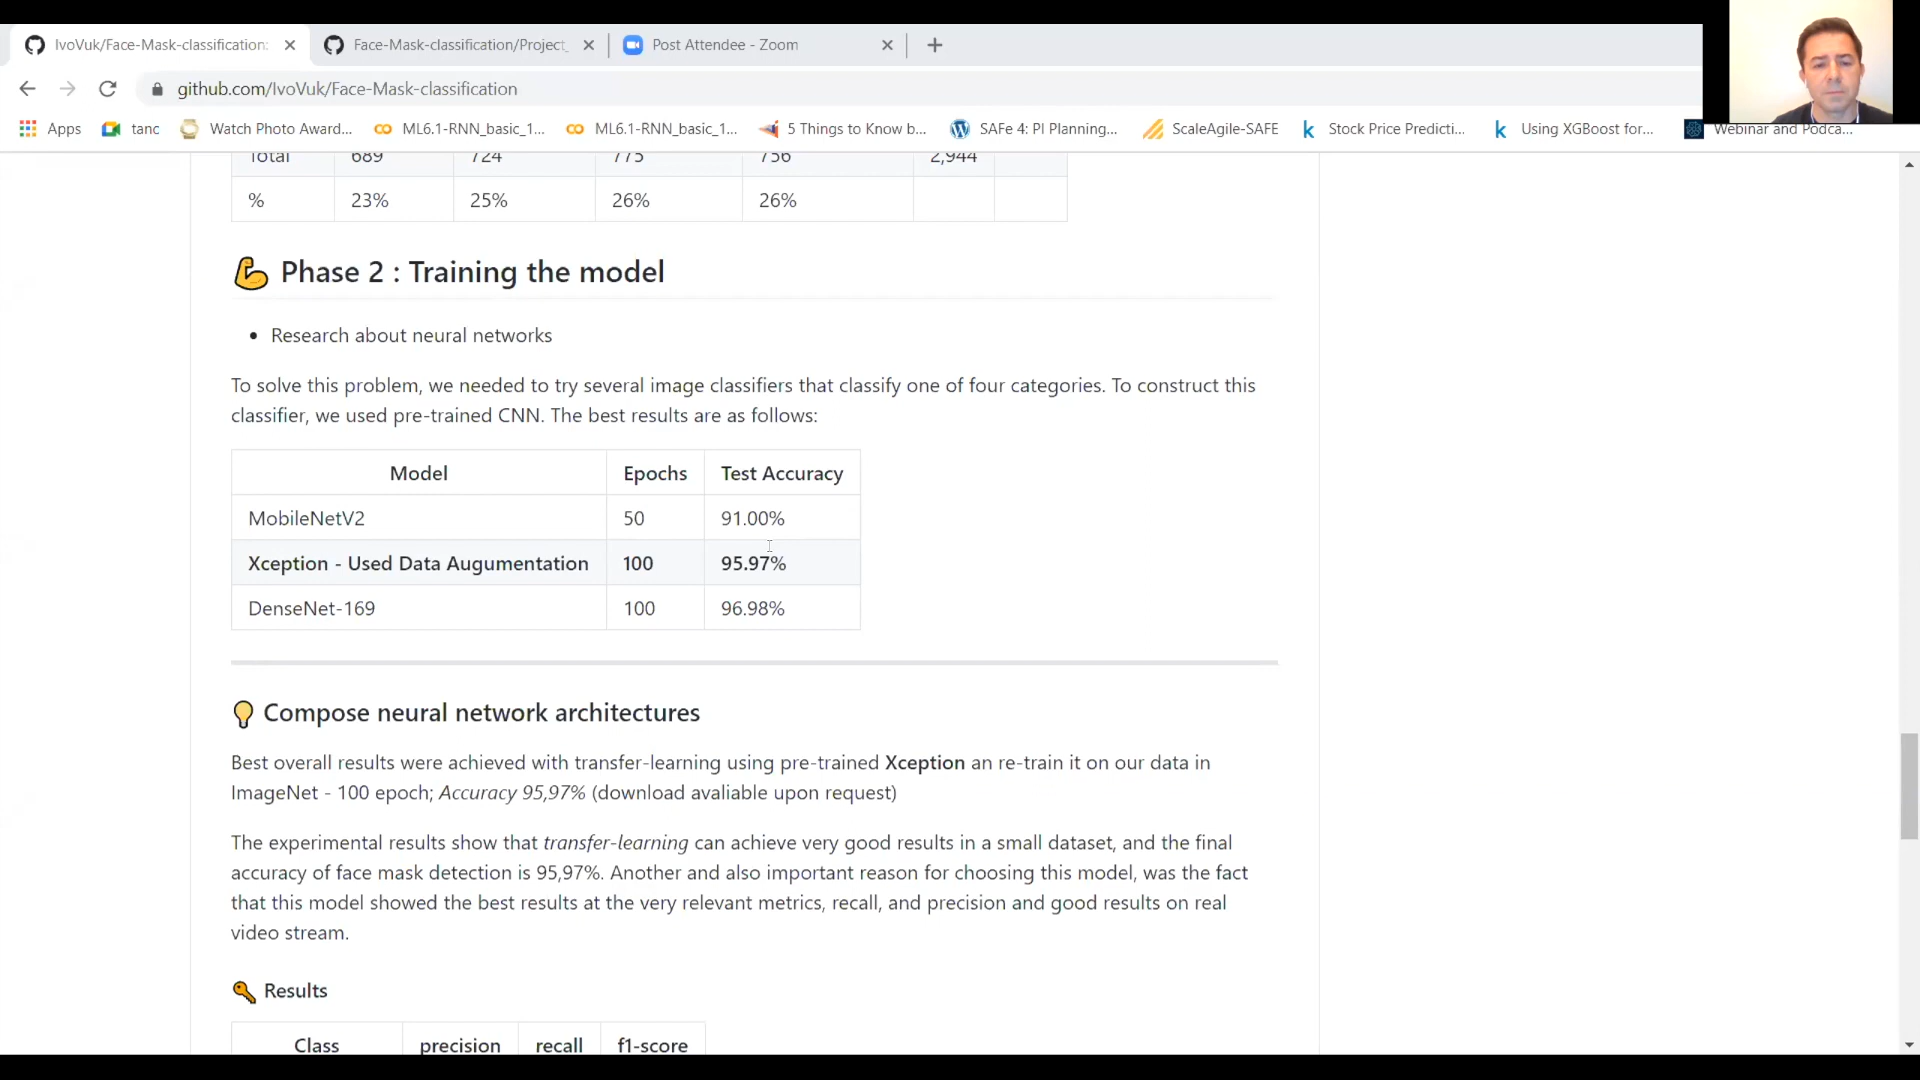 IvoVuk/Face-Mask-classification:
Face-Mask-classification/Project_
Post Attendee - Zoom
github.com/IvoVuk/Face-Mask-classification
Apps
tanc
Watch Photo Award...
ML6.1-RNN_basic_1...
ML6.1-RNN_basic_1...
5 Things to Know b...
SAFe 4: PI Planning...
ScaleAgile-SAFE
Stock Price Predicti...
Using XGBoost for...
Webinar and Podca...
Total 689 724 775 756 2,944
% 23% 25% 26% 26%
Phase 2 : Training the model
• Research about neural networks
To solve this problem, we needed to try several image classifiers that classify one of four categories. To construct this
classifier, we used pre-trained CNN. The best results are as follows:
Model Epochs Test Accuracy
MobileNetV2 50 91.00%
Xception - Used Data Augumentation 100 95.97%
DenseNet-169 100 96.98%
Compose neural network architectures
Best overall results were achieved with transfer-learning using pre-trained Xception an re-train it on our data in
ImageNet - 100 epoch; Accuracy 95,97% (download avaliable upon request)
The experimental results show that transfer-learning can achieve very good results in a small dataset, and the final
accuracy of face mask detection is 95,97%. Another and also important reason for choosing this model, was the fact
that this model showed the best results at the very relevant metrics, recall, and precision and good results on real
video stream.
Results
Class precision recall f1-score